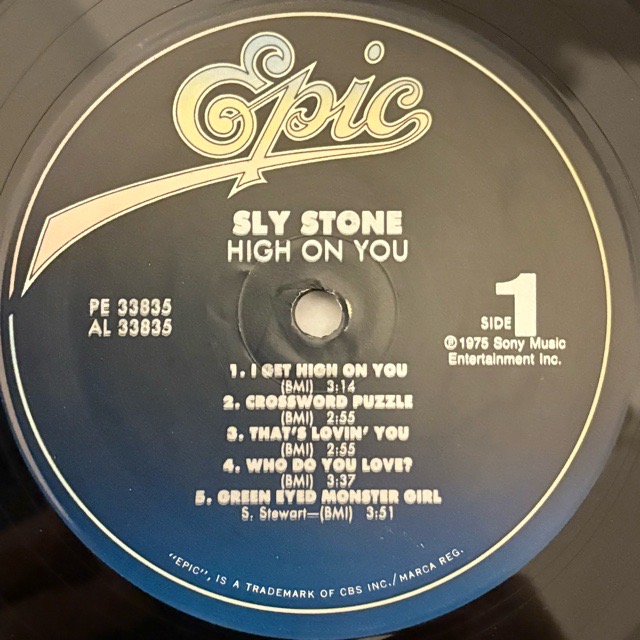 Epic
SLY STONE
HIGH ON YOU
PE 33835
AL 33835
SIDE 1
℗1975 Sony Music
Entertainment Inc.
1. I GET HIGH ON YOU
(BMI) 3:14
2. CROSSWORD PUZZLE
(BMI) 2:55
3. THAT'S LOVIN' YOU
(BMI) 2:55
4. WHO DO YOU LOVE?
(BMI) 3:37
5. GREEN EYED MONSTER GIRL
S. Stewart—(BMI) 3:51
"EPIC", IS A TRADEMARK OF CBS INC./MARCA REG.